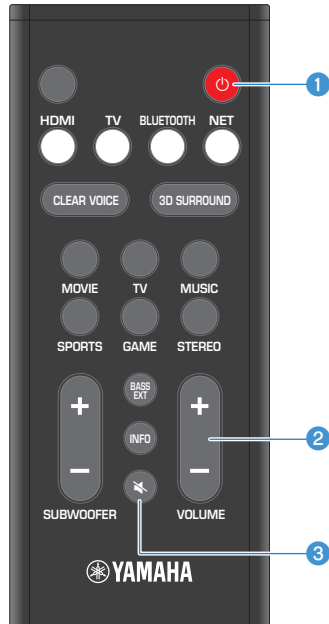 1
HDMI TV BLUETOOTH NET
CLEAR VOICE 3D SURROUND
MOVIE TV MUSIC
SPORTS GAME STEREO
BASS
EXT
+ +
INFO
2
− −
SUBWOOFER VOLUME
3
YAMAHA